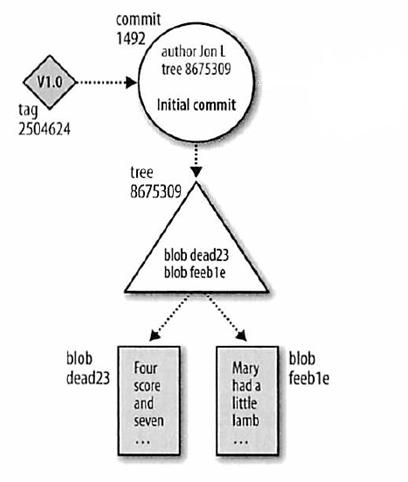 commit
1492
author Jon L
tree 8675309
Initial commit
V1.0
tag
2504624
tree
8675309
blob dead23
blob feeb1e
blob
dead23
Four
score
and
seven
...
Mary
had a
little
lamb
...
blob
feeb1e